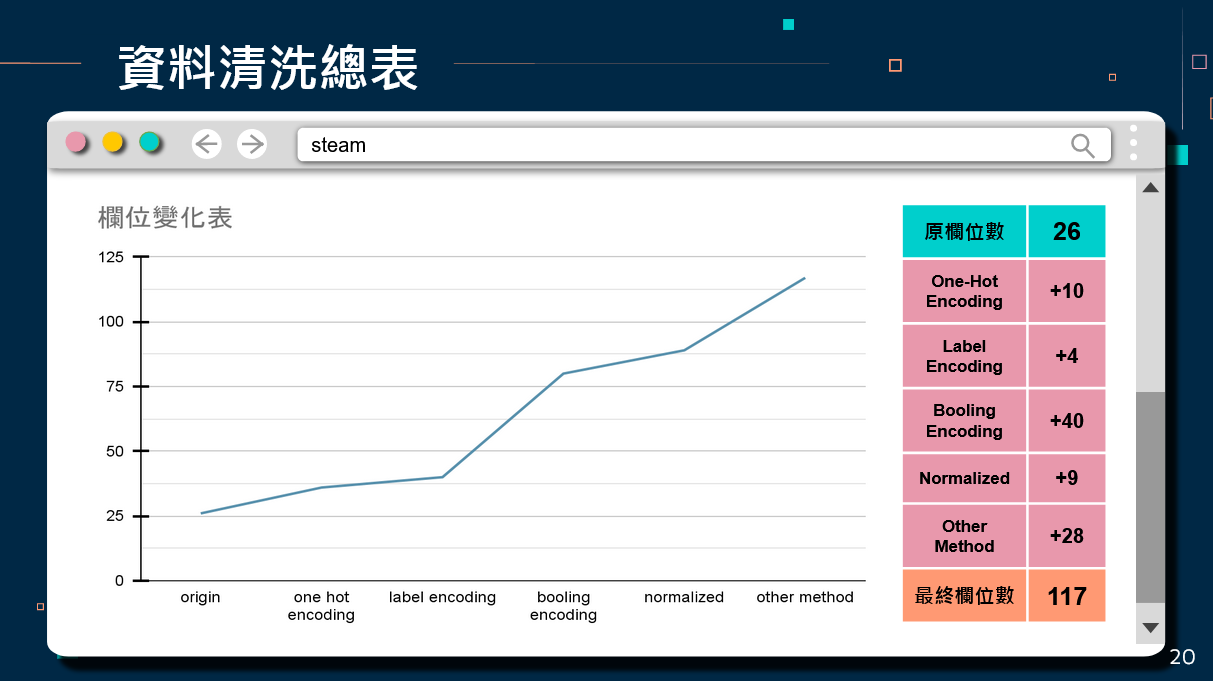 資料清洗總表
steam
欄位變化表
125
100
75
50
25
0
origin
one hot
encoding
label encoding
booling
encoding
normalized
other method
原欄位數 26
One-Hot
Encoding
+10
Label
Encoding
+4
Booling
Encoding
+40
Normalized +9
Other
Method
+28
最終欄位數 117
20